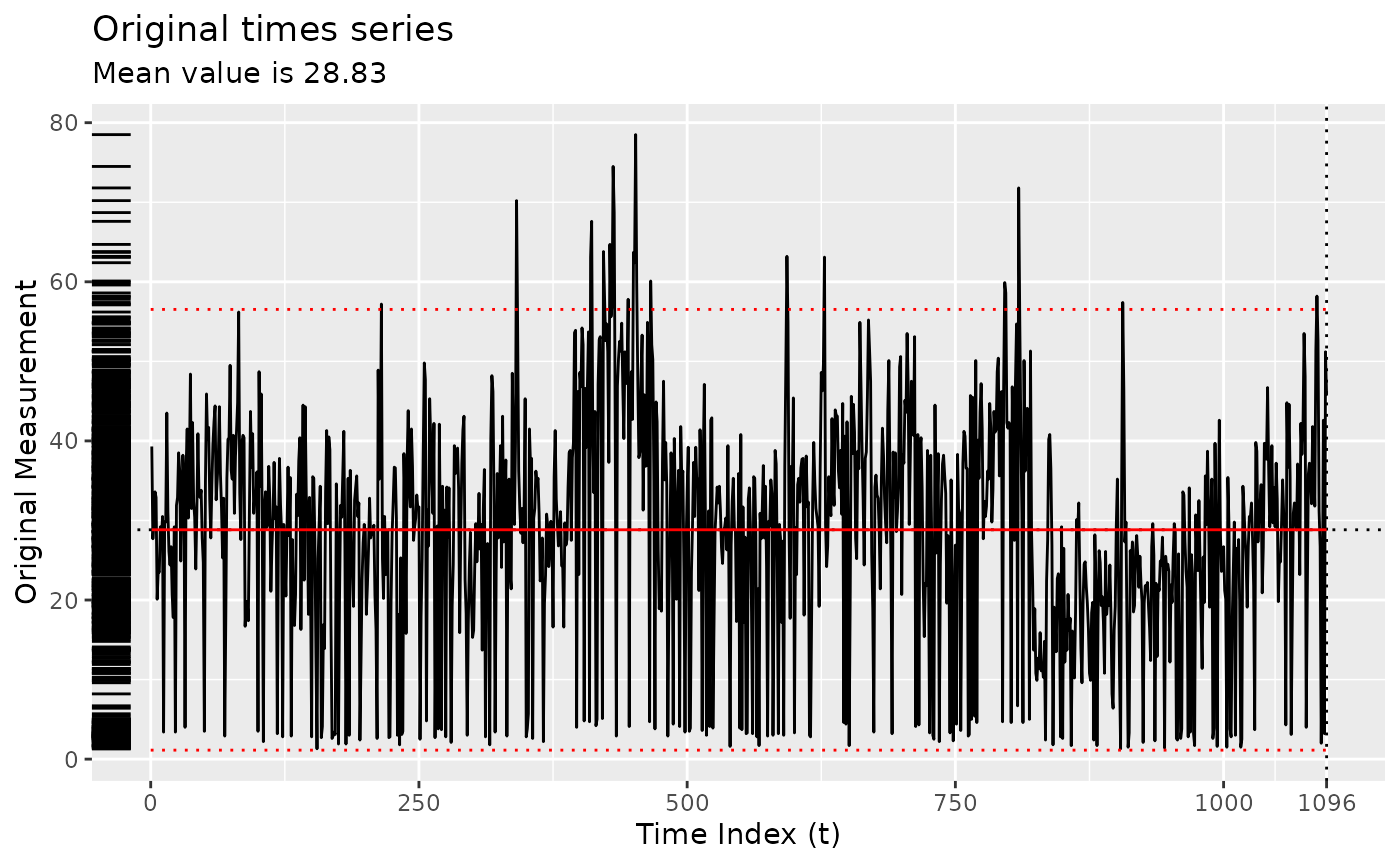 Original times series
Mean value is 28.83
Original Measurement
80
60
40
20
0
0 250 500 750 1000 1096
Time Index (t)